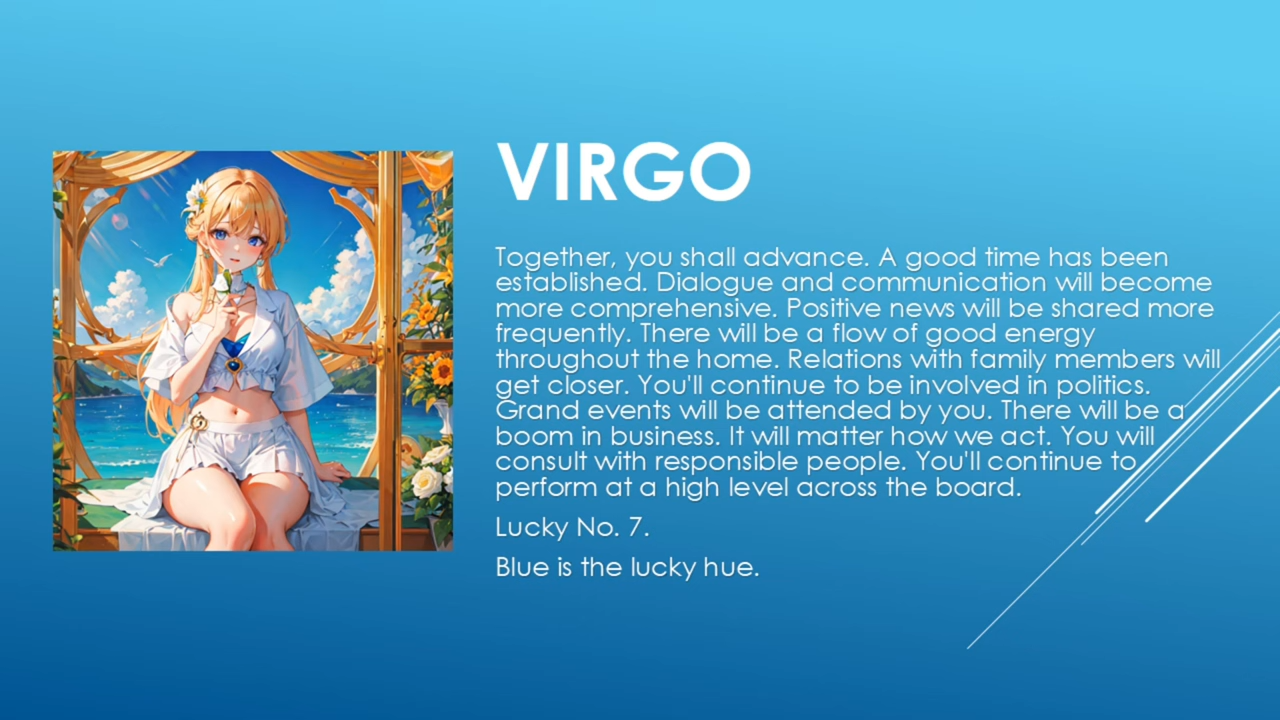 VIRGO
Together, you shall advance. A good time has been
established. Dialogue and communication will become
more comprehensive. Positive news will be shared more
frequently. There will be a flow of good energy
throughout the home. Relations with family members will
get closer. You'll continue to be involved in politics.
Grand events will be attended by you. There will be a
boom in business. It will matter how we act. You will
consult with responsible people. You'll continue to
perform at a high level across the board.
Lucky No. 7.
Blue is the lucky hue.